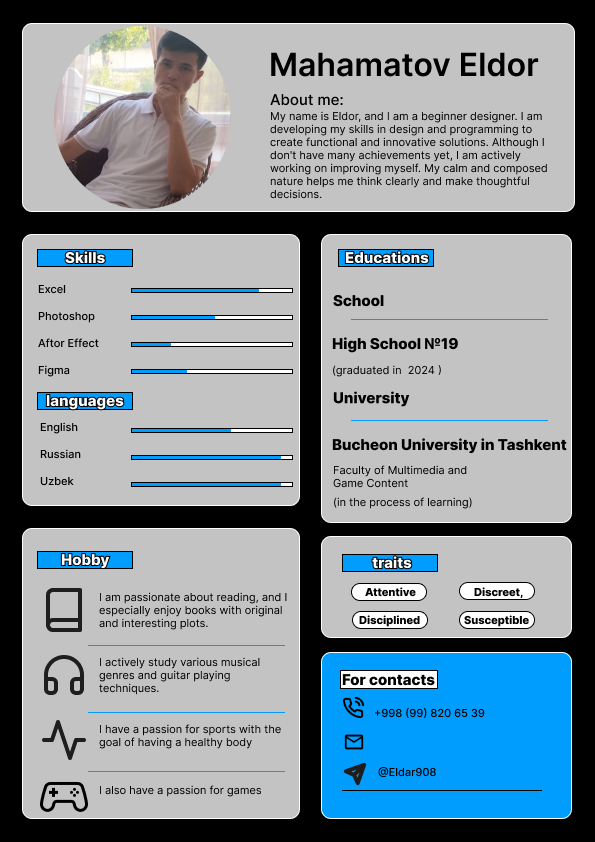 Mahamatov Eldor
About me:
My name is Eldor, and I am a beginner designer. I am
developing my skills in design and programming to
create functional and innovative solutions. Although I
don't have many achievements yet, I am actively
working on improving myself. My calm and composed
nature helps me think clearly and make thoughtful
decisions.
Skills
Excel
Photoshop
Aftor Effect
Figma
languages
English
Russian
Uzbek
Educations
School
High School №19
(graduated in 2024 )
University
Bucheon University in Tashkent
Faculty of Multimedia and
Game Content
(in the process of learning)
Hobby
I am passionate about reading, and I
especially enjoy books with original
and interesting plots.
I actively study various musical
genres and guitar playing
techniques.
I have a passion for sports with the
goal of having a healthy body
I also have a passion for games
traits
Attentive
Discreet,
Disciplined
Susceptible
For contacts
+998 (99) 820 65 39
@Eldar908